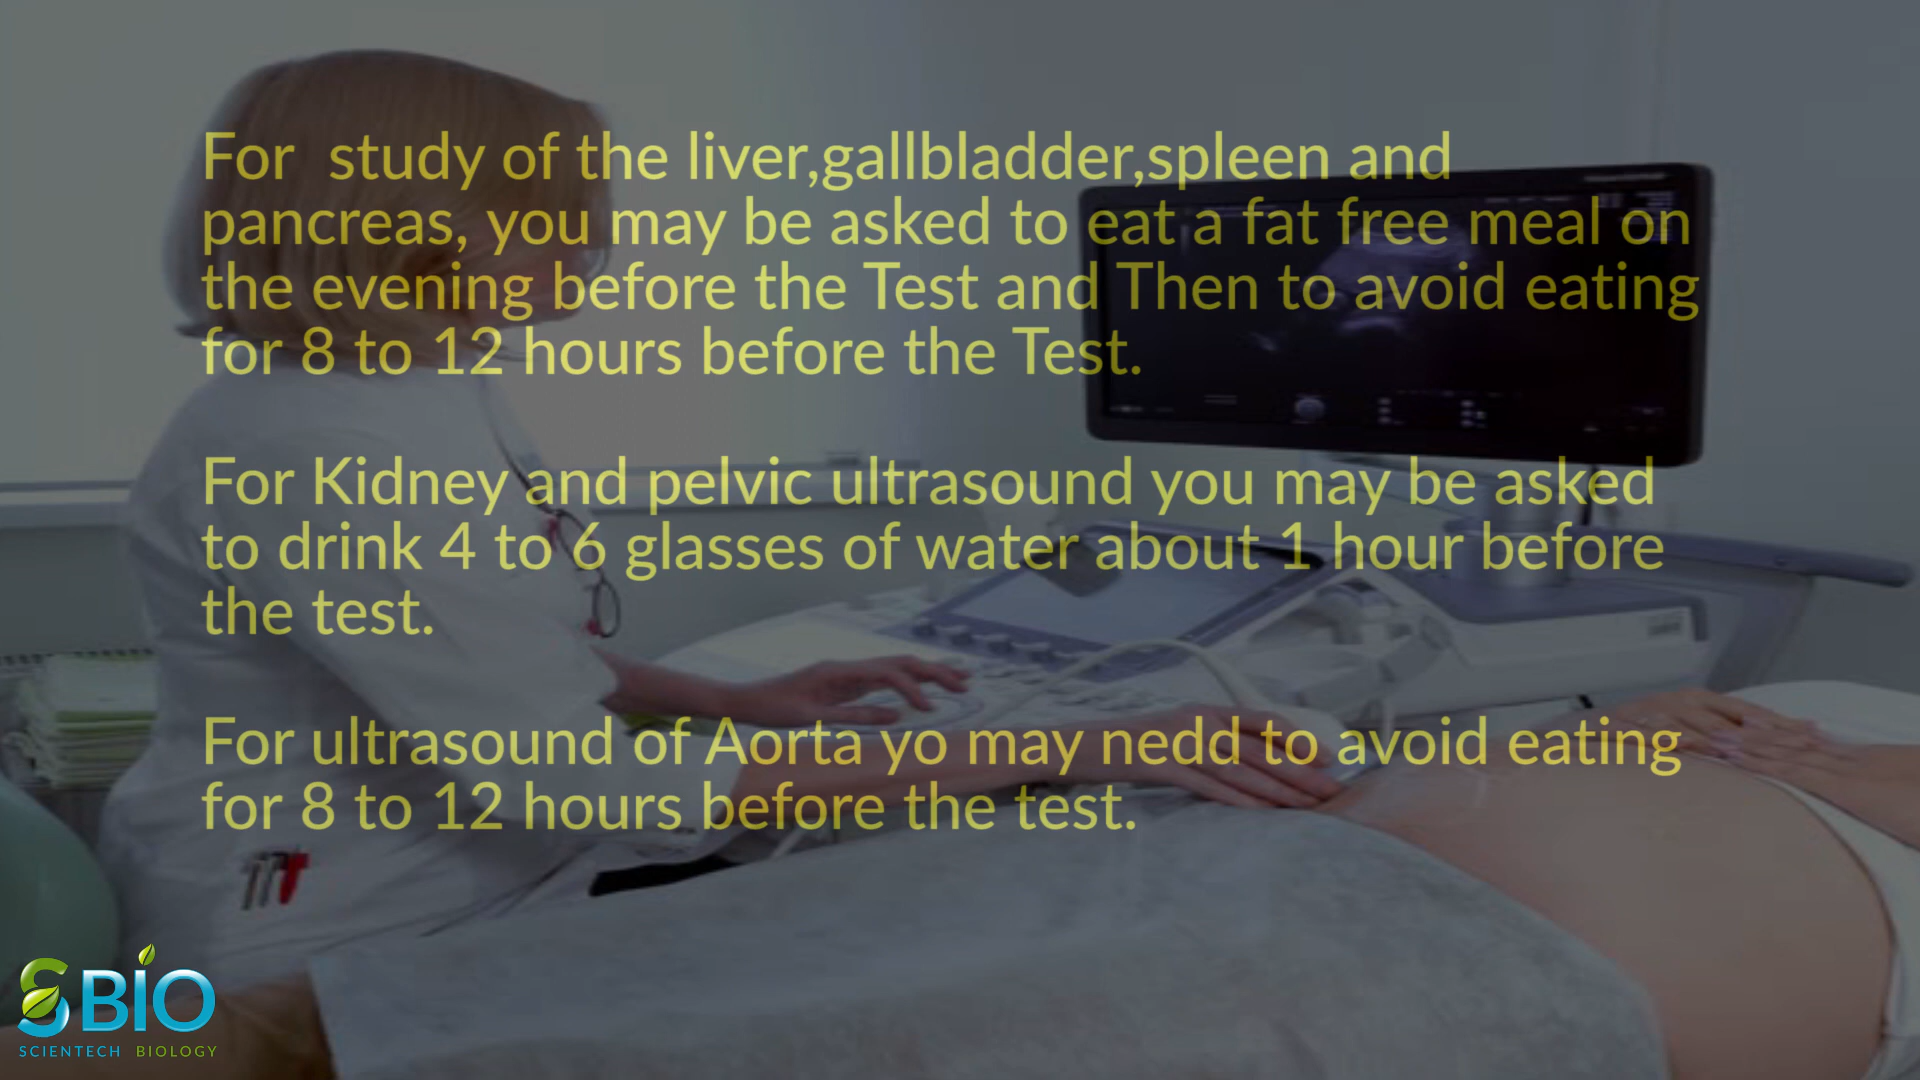 For  study of the liver,gallbladder,spleen and
pancreas, you may be asked to eat a fat free meal on
the evening before the Test and Then to avoid eating
for 8 to 12 hours before the Test.
For Kidney and pelvic ultrasound you may be asked
to drink 4 to 6 glasses of water about 1 hour before
the test.
For ultrasound of Aorta yo may nedd to avoid eating
for 8 to 12 hours before the test.
SBIO
SCIENTECH BIOLOGY